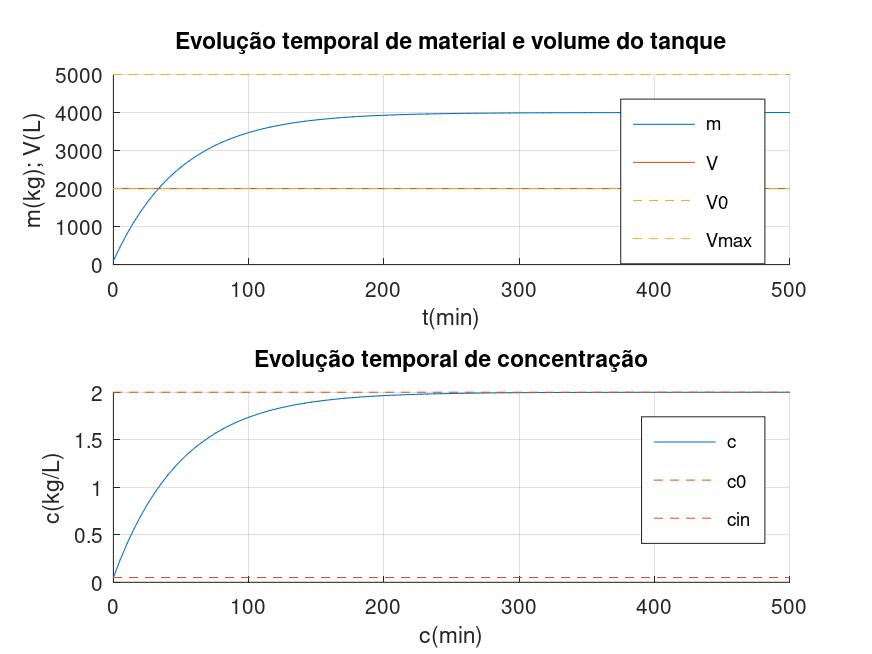 Evolução temporal de material e volume do tanque
m(kg); V(L)
5000
4000
3000
2000
1000
0
m
V
V0
Vmax
0 100 200 300 400 500
t(min)
Evolução temporal de concentração
c(kg/L)
2
1.5
1
0.5
0
c
c0
cin
0 100 200 300 400 500
c(min)